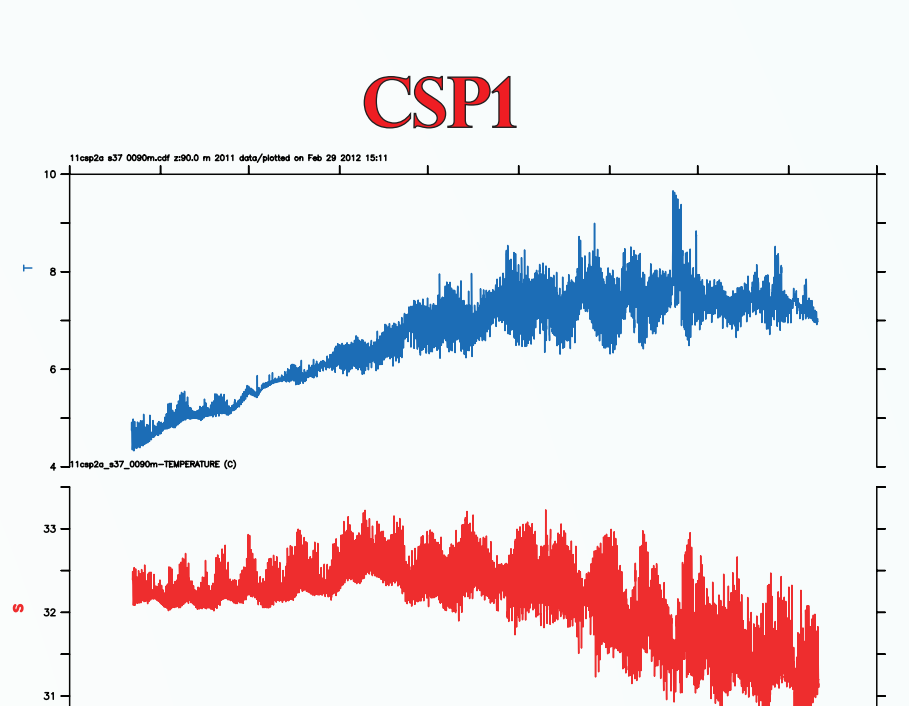 CSP1
11csp2a s37 0090m.cdf z:90.0 m 2011 data/plotted on Feb 29 2012 15:11
10
8
T
6
4
11csp2a_s37_0090m-TEMPERATURE (C)
33
32
S
31